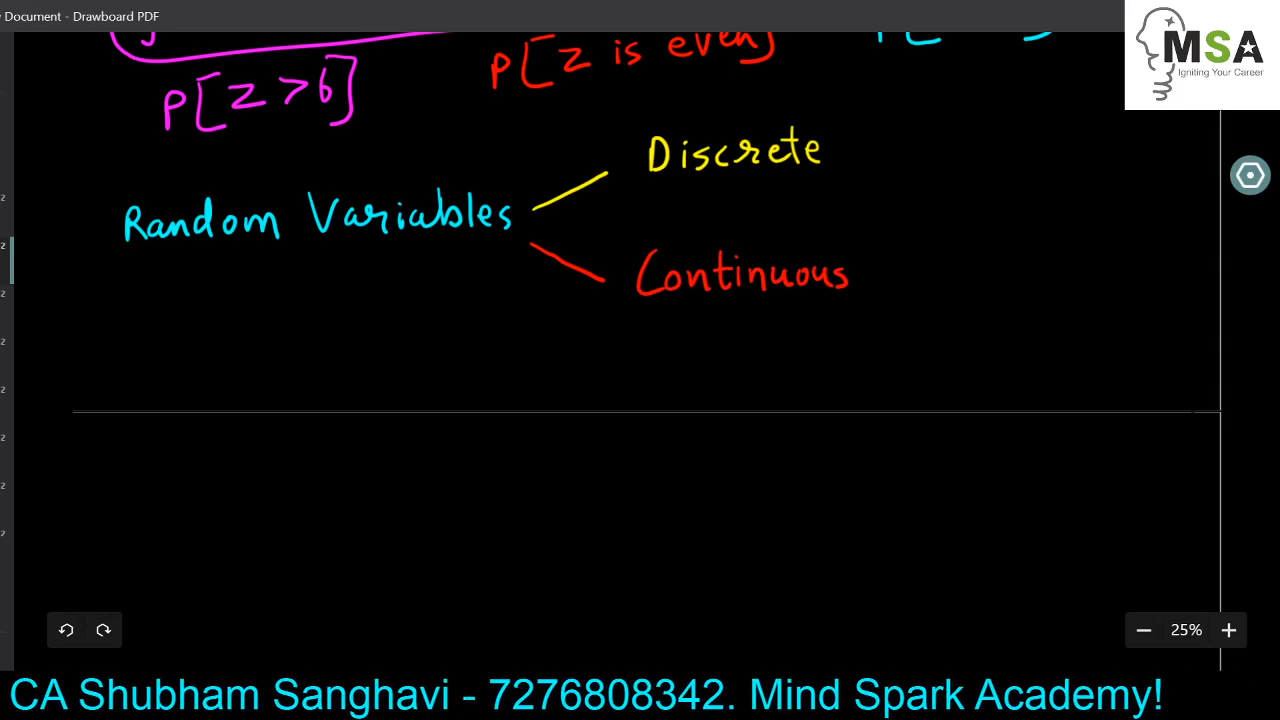 Document - Drawboard PDF
MSA
Igniting Your Career
P[Z is even]
P[Z > 6]
Discrete
Random Variables
Continuous
25%
CA Shubham Sanghavi - 7276808342. Mind Spark Academy!